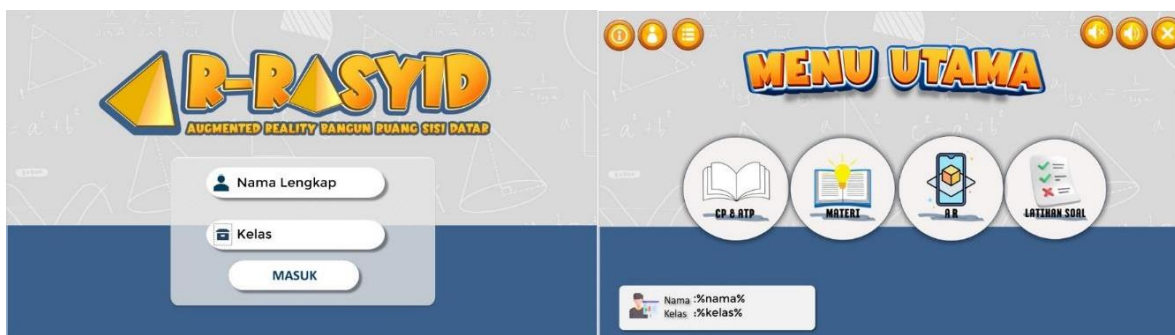 AR-RASYID
AUGMENTED REALITY BANGUN RUANG SISI DATAR
Nama Lengkap
Kelas
MASUK
MENU UTAMA
CP & ATP
MATERI
AR
LATIHAN SOAL
Nama :%nama%
Kelas :%kelas%